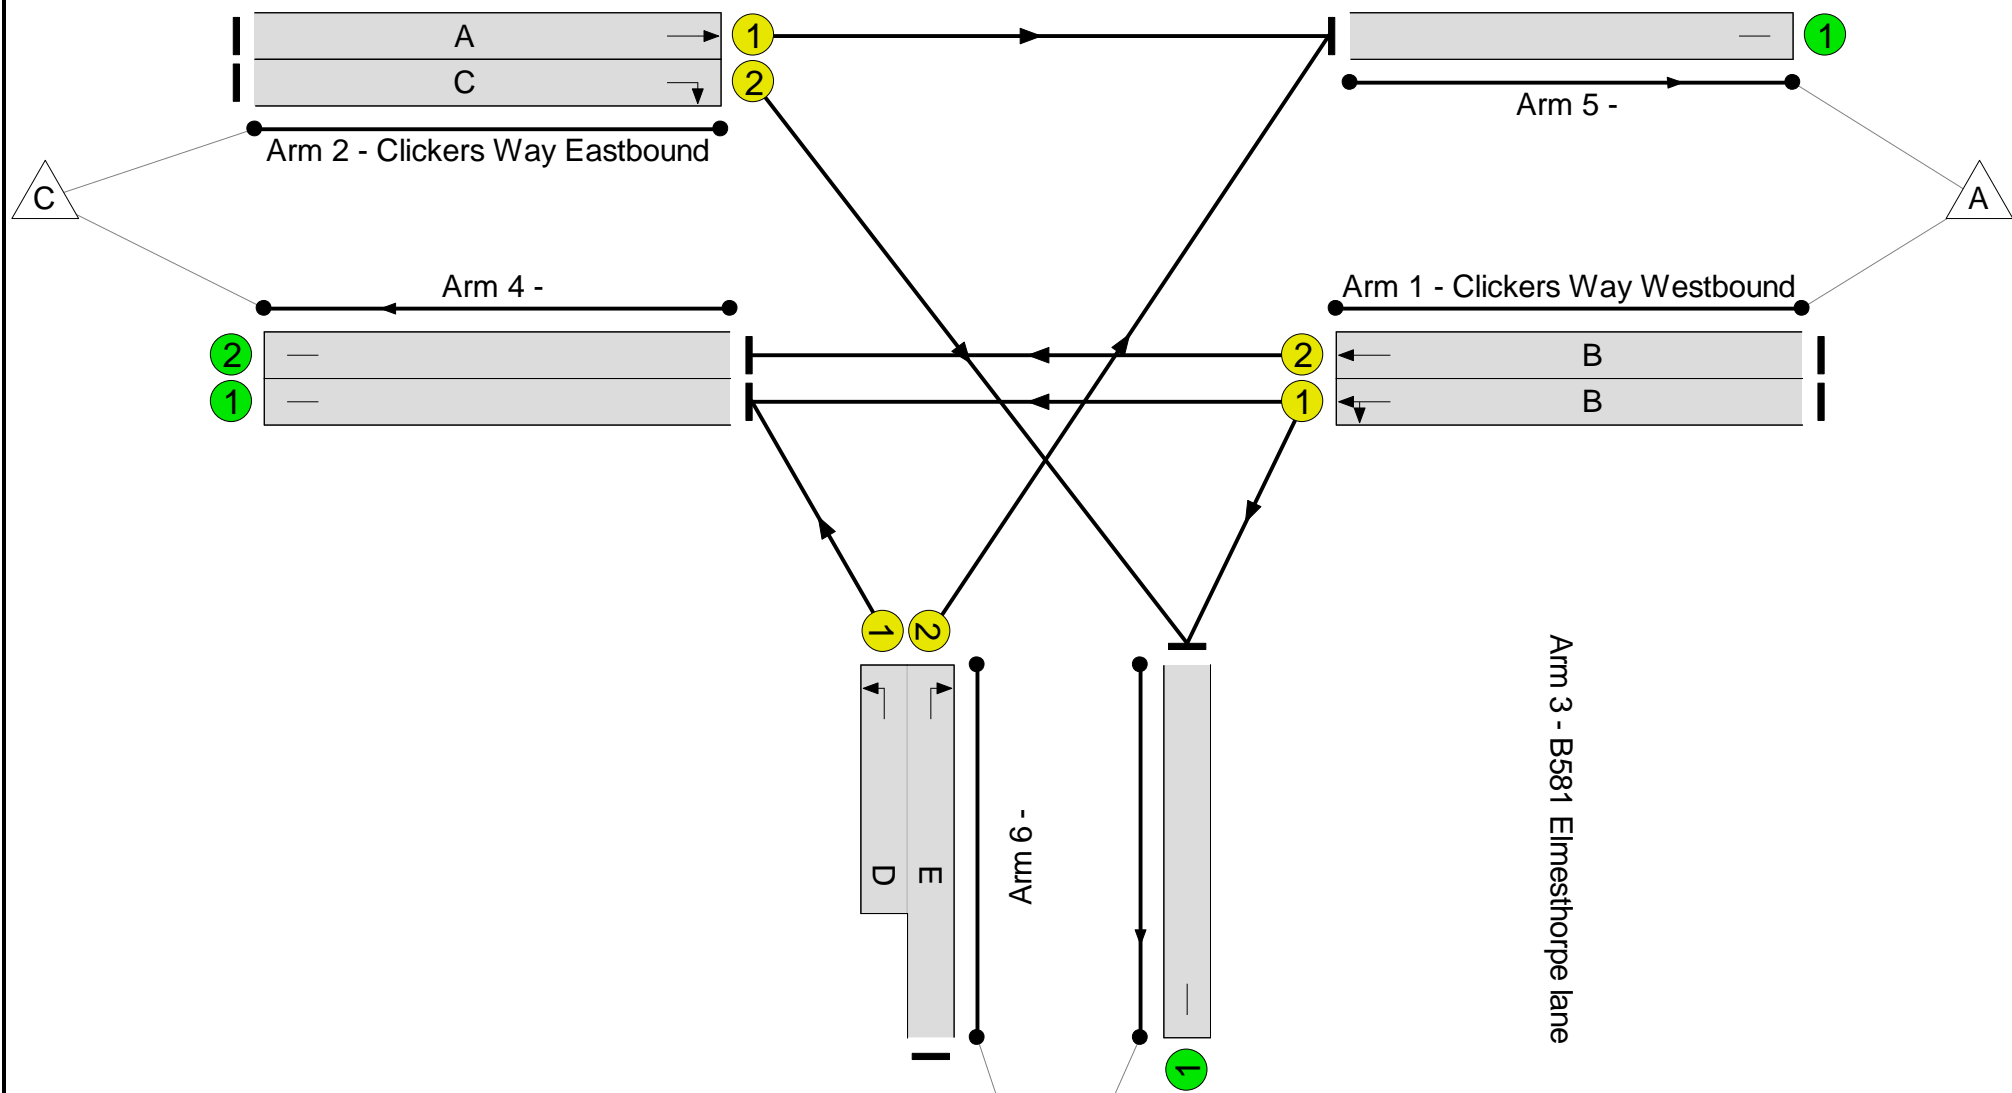 A
1
1
C
2
Arm 5 -
Arm 2 - Clickers Way Eastbound
C
A
Arm 4 -
Arm 1 - Clickers Way Westbound
2
2
B
1
1
B
1
2
Arm 3 - B581 Elmesthorpe lane
Arm 6 -
D
E
1